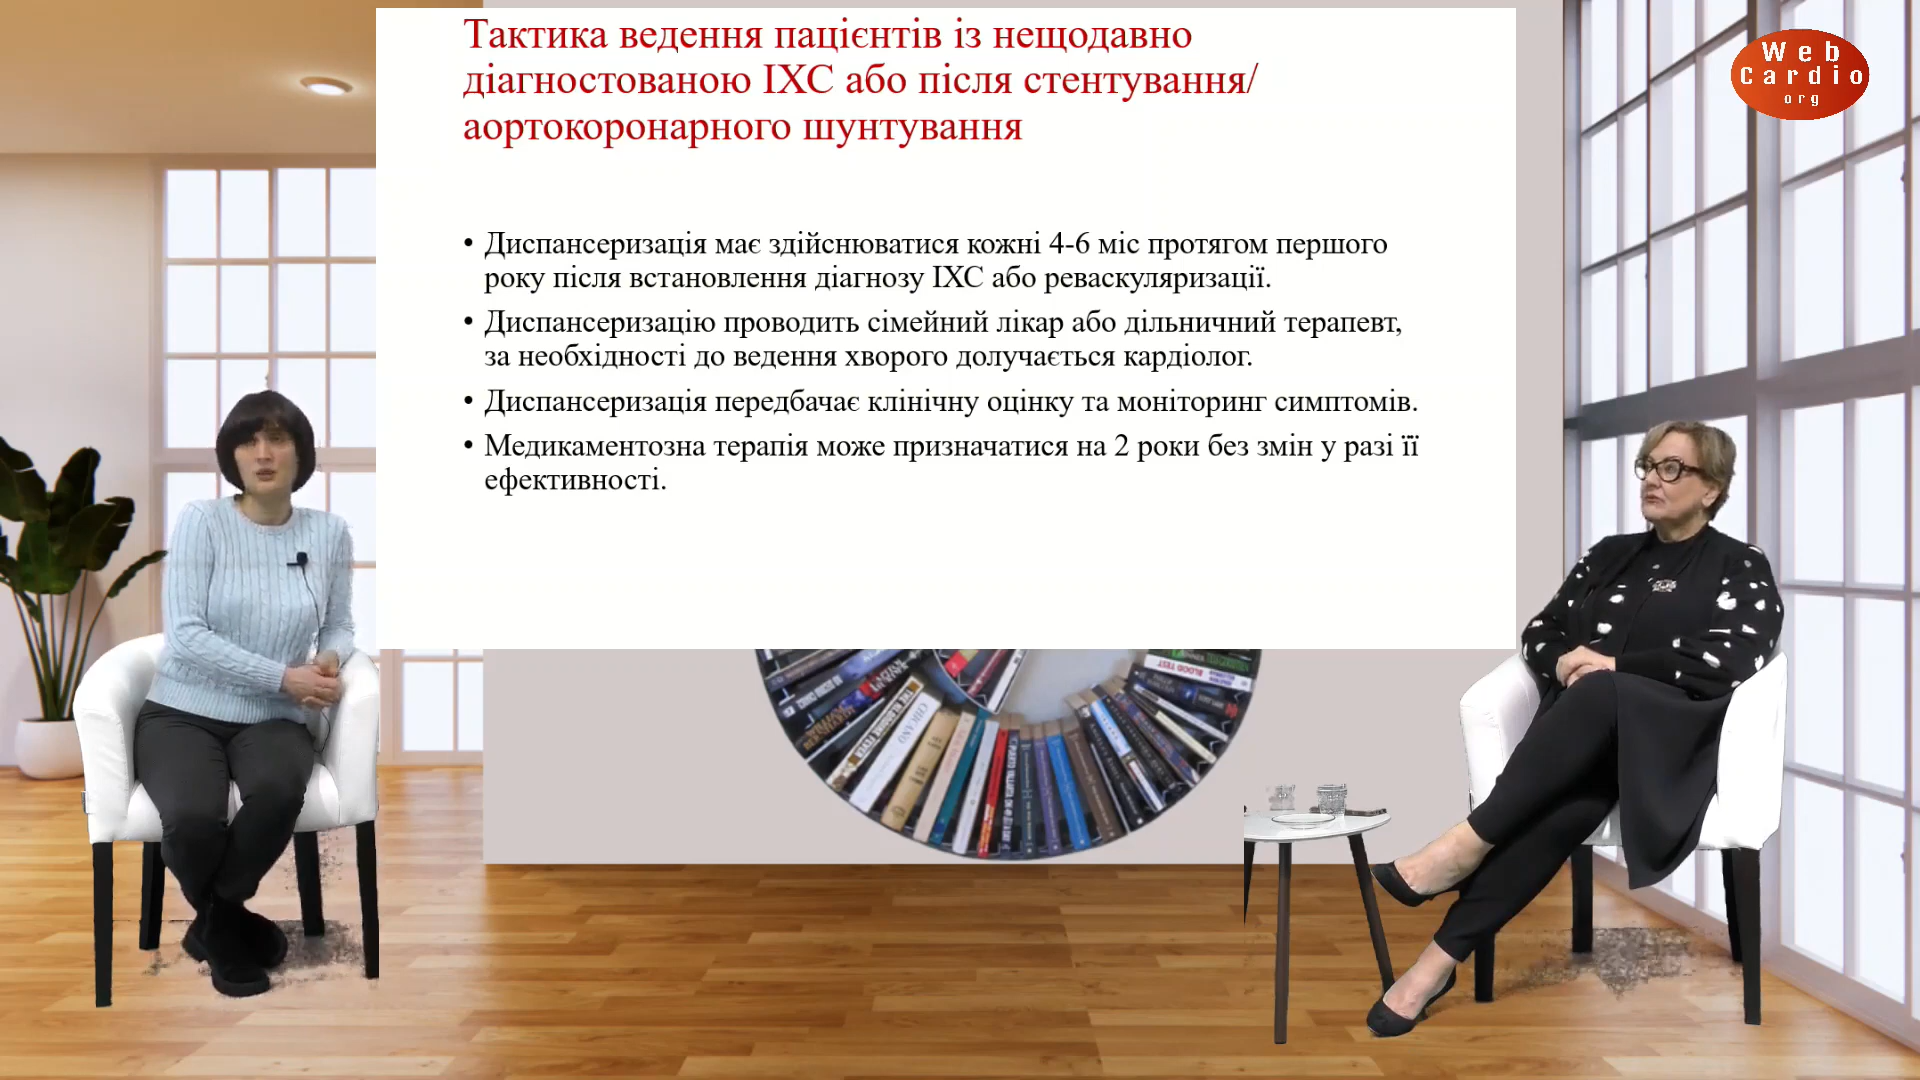 Тактика ведення пацієнтів із нещодавно
діагностованою ІХС або після стентування/
аортокоронарного шунтування
• Диспансеризація має здійснюватися кожні 4-6 міс протягом першого
року після встановлення діагнозу ІХС або реваскуляризації.
• Диспансеризацію проводить сімейний лікар або дільничний терапевт,
за необхідності до ведення хворого долучається кардіолог.
• Диспансеризація передбачає клінічну оцінку та моніторинг симптомів.
• Медикаментозна терапія може призначатися на 2 роки без змін у разі її
ефективності.
Web
Cardio
org
BLOOD TEST
CHICANO